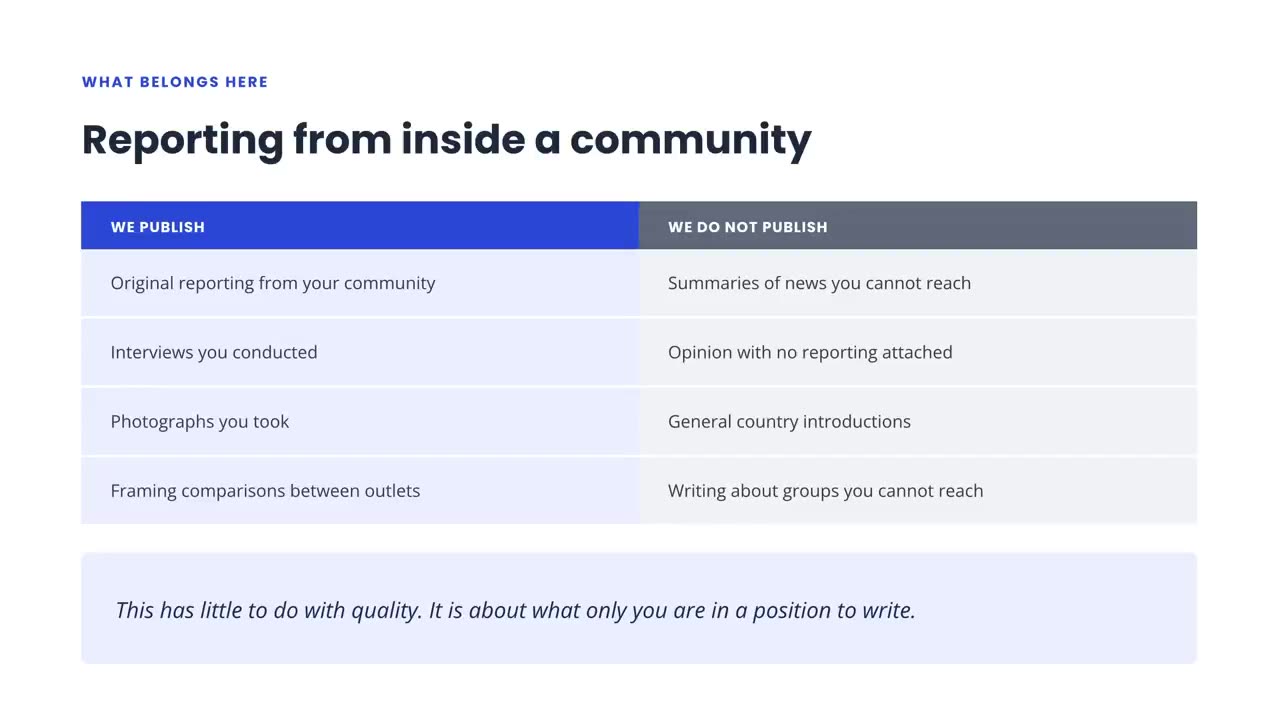 WHAT BELONGS HERE
Reporting from inside a community
WE PUBLISH
WE DO NOT PUBLISH
Original reporting from your community
Summaries of news you cannot reach
Interviews you conducted
Opinion with no reporting attached
Photographs you took
General country introductions
Framing comparisons between outlets
Writing about groups you cannot reach
This has little to do with quality. It is about what only you are in a position to write.